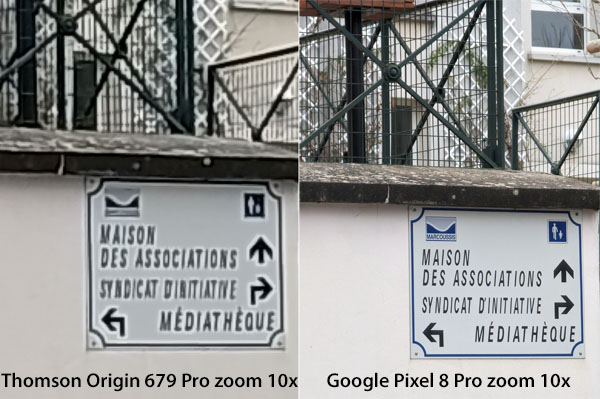 MAISON
DES ASSOCIATIONS
SYNDICAT D'INITIATIVE
MÉDIATHÈQUE
MARCOUSSIS
MAISON
DES ASSOCIATIONS
SYNDICAT D'INITIATIVE
MÉDIATHÈQUE
Thomson Origin 679 Pro zoom 10x
Google Pixel 8 Pro zoom 10x